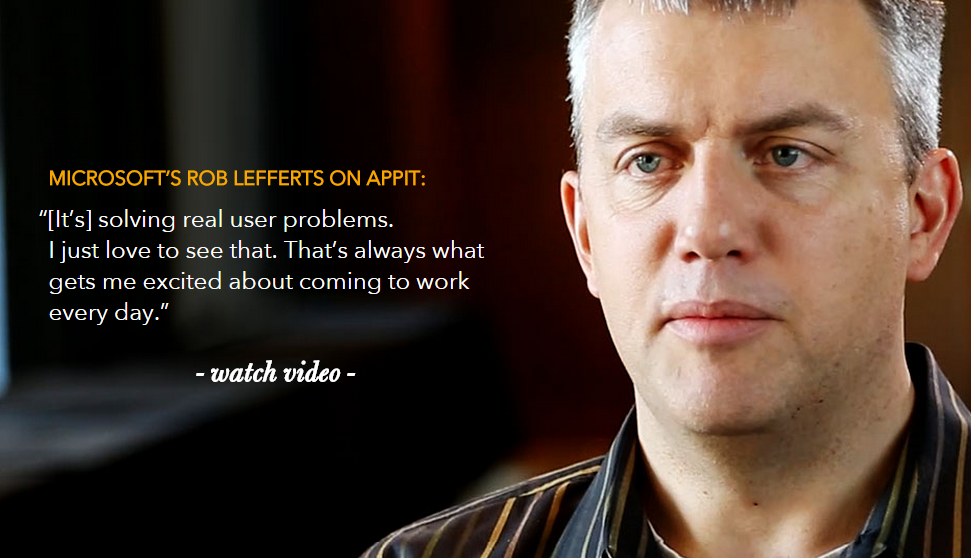 MICROSOFT'S ROB LEFFERTS ON APPIT:
“[It’s] solving real user problems.
I just love to see that. That’s always what
gets me excited about coming to work
every day.”
- watch video -